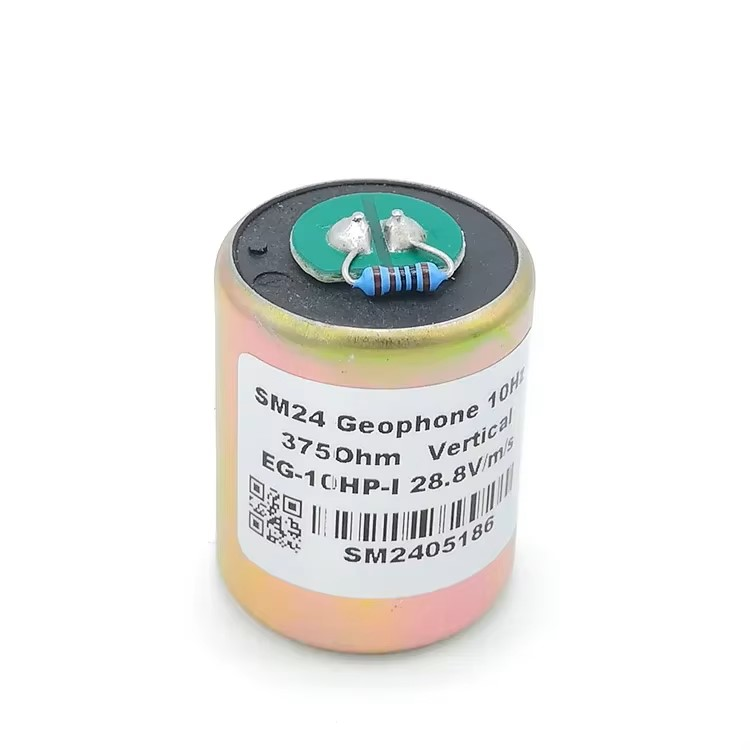 SM24 Geophone 10Hz
375Ohm Vertical
EG-10HP-I 28.8V/m/s
SM2405186